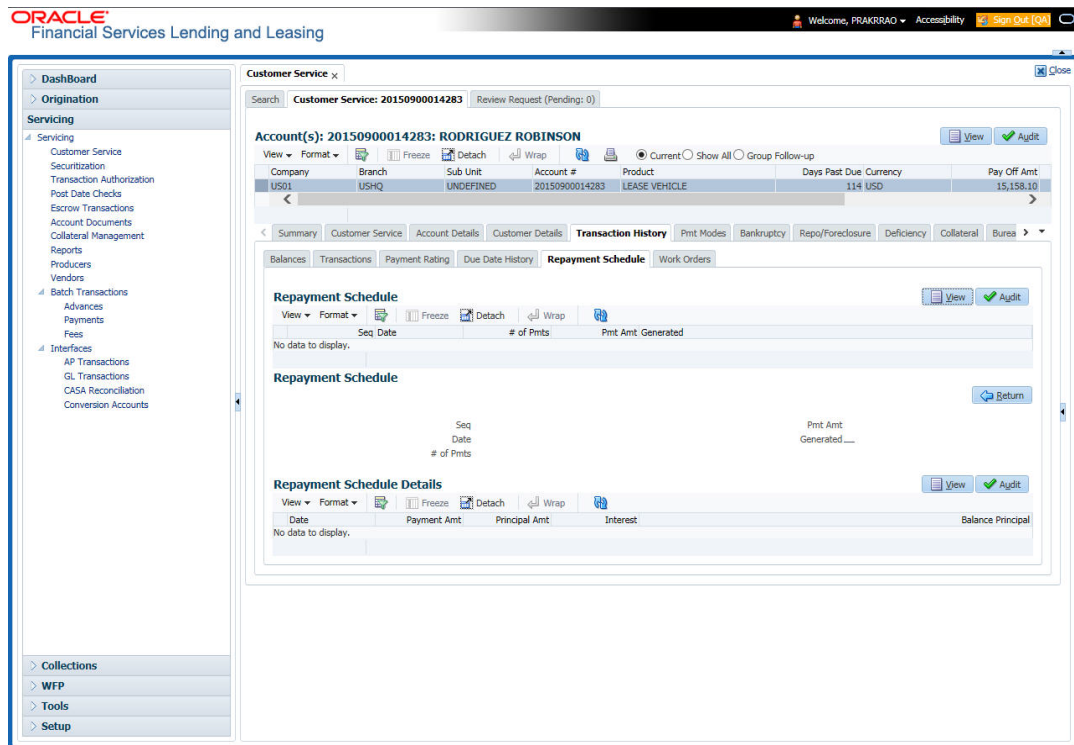 ORACLE
Financial Services Lending and Leasing
Welcome, PRAKRRAO Accessibility Sign Out [QA]
Close
DashBoard
Origination
Servicing
Servicing
Customer Service
Securitization
Transaction Authorization
Post Date Checks
Escrow Transactions
Account Documents
Collateral Management
Reports
Producers
Vendors
Batch Transactions
Advances
Payments
Fees
Interfaces
AP Transactions
GL Transactions
CASA Reconciliation
Conversion Accounts
Collections
WFP
Tools
Setup
Customer Service x
Search Customer Service: 20150900014283 Review Request (Pending: 0)
Account(s): 20150900014283: RODRIGUEZ ROBINSON View Audit
View Format Freeze Detach Wrap Current Show All Group Follow-up
Company Branch Sub Unit Account # Product Days Past Due Currency Pay Off Amt
US01 USHQ UNDEFINED 20150900014283 LEASE VEHICLE 114 USD 15,158.10
Summary Customer Service Account Details Customer Details Transaction History Pmt Modes Bankruptcy Repo/Foreclosure Deficiency Collateral Burea
Balances Transactions Payment Rating Due Date History Repayment Schedule Work Orders
Repayment Schedule View Audit
View Format Freeze Detach Wrap
Seq Date # of Pmts Pmt Amt Generated
No data to display.
Repayment Schedule
Return
Seq Pmt Amt
Date Generated
# of Pmts
Repayment Schedule Details View Audit
View Format Freeze Detach Wrap
Date Payment Amt Principal Amt Interest Balance Principal
No data to display.